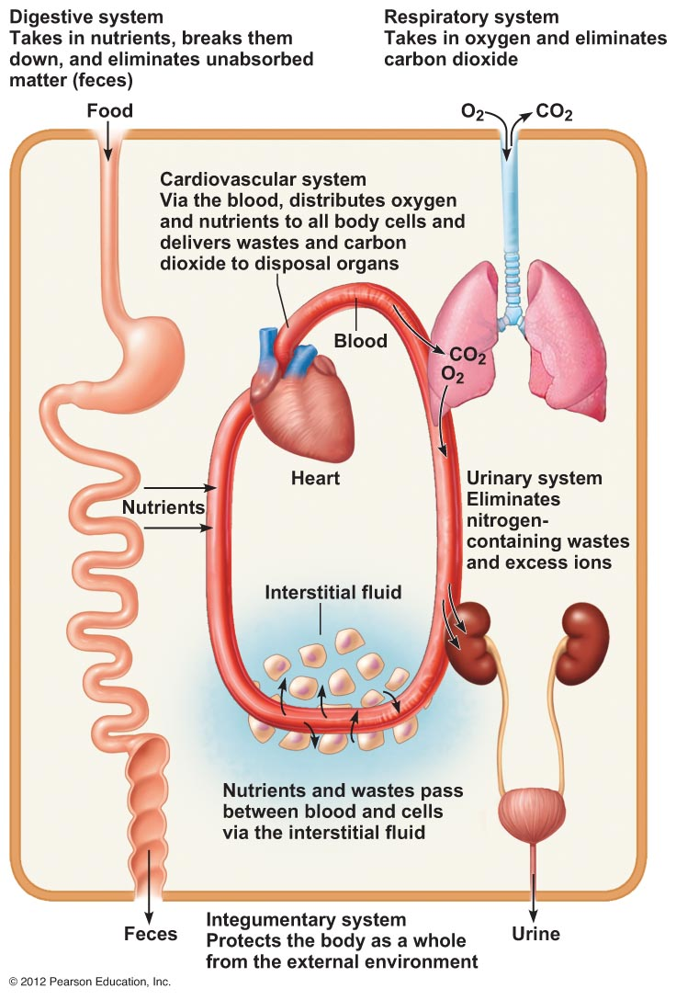 Digestive system
Takes in nutrients, breaks them
down, and eliminates unabsorbed
matter (feces)
Respiratory system
Takes in oxygen and eliminates
carbon dioxide
Food
O₂
CO₂
Cardiovascular system
Via the blood, distributes oxygen
and nutrients to all body cells and
delivers wastes and carbon
dioxide to disposal organs
Blood
CO₂
O₂
Heart
Nutrients
Urinary system
Eliminates
nitrogen-
containing wastes
and excess ions
Interstitial fluid
Nutrients and wastes pass
between blood and cells
via the interstitial fluid
Feces
Integumentary system
Protects the body as a whole
from the external environment
Urine
© 2012 Pearson Education, Inc.